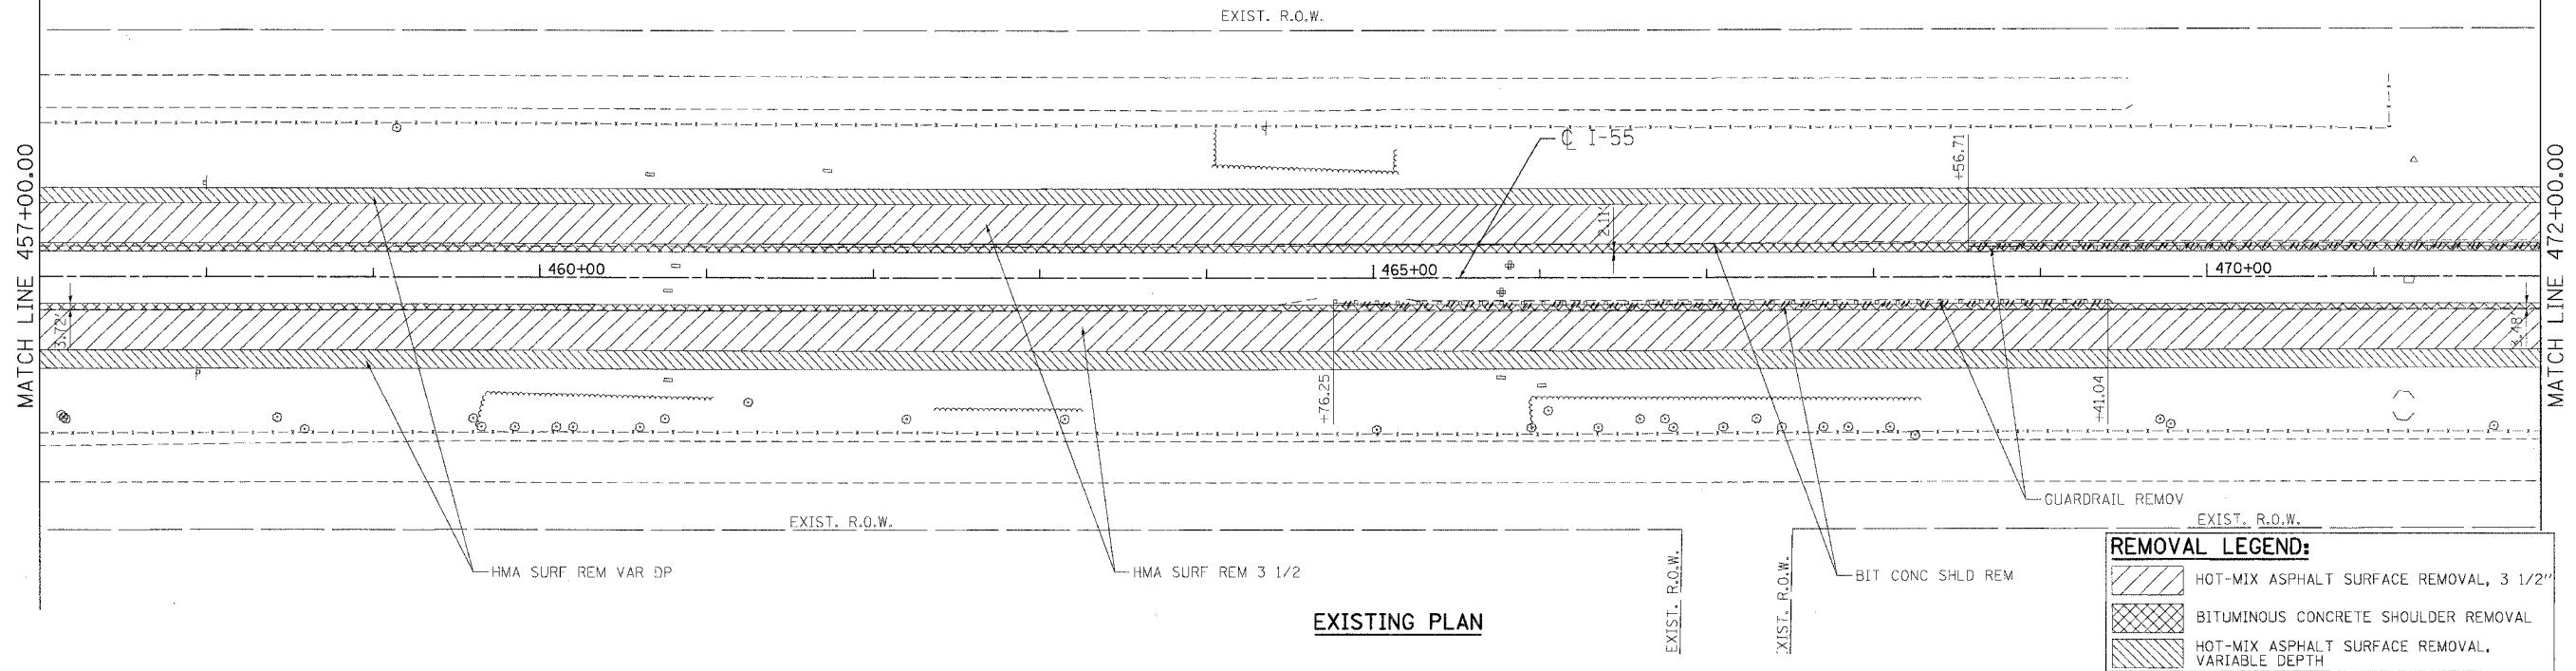 EXIST. R.O.W.
MATCH LINE 457+00.00
MATCH LINE 472+00.00
℄ I-55
+56.71
2.11'
460+00
465+00
470+00
3.72'
3.48'
+76.25
+41.04
GUARDRAIL REMOV
EXIST. R.O.W.
EXIST. R.O.W.
HMA SURF REM VAR DP
HMA SURF REM 3 1/2
BIT CONC SHLD REM
EXIST. R.O.W.
XIST. R.O.W.
EXISTING PLAN
REMOVAL LEGEND:
HOT-MIX ASPHALT SURFACE REMOVAL, 3 1/2"
BITUMINOUS CONCRETE SHOULDER REMOVAL
HOT-MIX ASPHALT SURFACE REMOVAL,
VARIABLE DEPTH